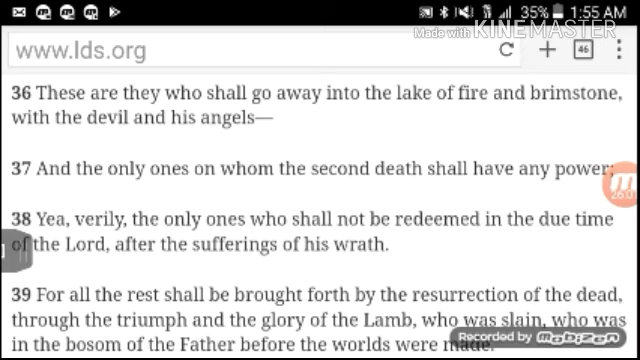 35% 1:55 AM
Made with KINEMASTER
www.lds.org
46
36 These are they who shall go away into the lake of fire and brimstone,
with the devil and his angels—
37 And the only ones on whom the second death shall have any power;
26:01
38 Yea, verily, the only ones who shall not be redeemed in the due time
of the Lord, after the sufferings of his wrath.
39 For all the rest shall be brought forth by the resurrection of the dead,
through the triumph and the glory of the Lamb, who was slain, who was
in the bosom of the Father before the worlds were made.
Recorded by Mobizen